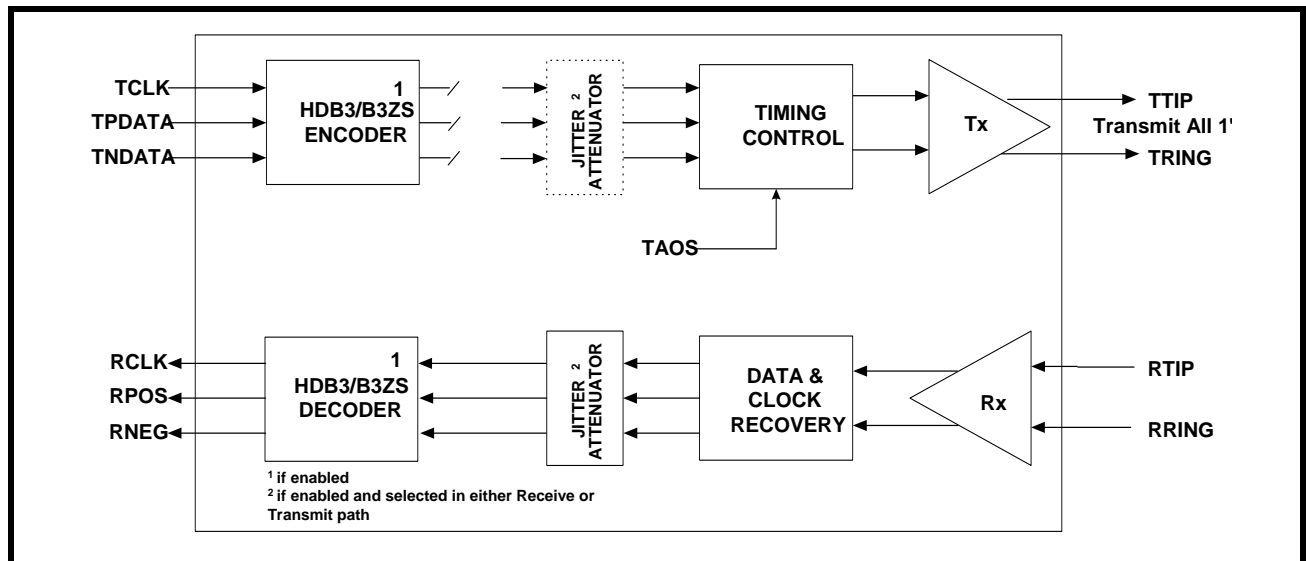 TCLK
TPDATA
TNDATA
1
HDB3/B3ZS
ENCODER
JITTER 2
ATTENUATOR
TIMING
CONTROL
Tx
TTIP
Transmit All 1'
TRING
TAOS
RCLK
RPOS
RNEG
1
HDB3/B3ZS
DECODER
JITTER 2
ATTENUATOR
DATA &
CLOCK
RECOVERY
Rx
RTIP
RRING
1 if enabled
2 if enabled and selected in either Receive or
Transmit path